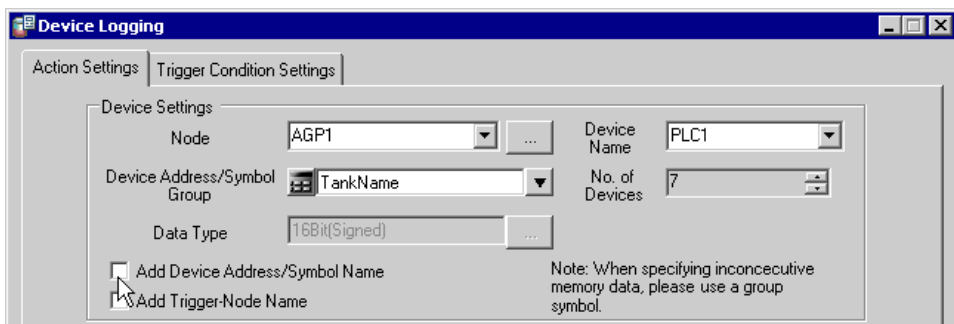 Device Logging
Action Settings
Trigger Condition Settings
Device Settings
Node
AGP1
...
Device
Name
PLC1
Device Address/Symbol
Group
TankName
No. of
Devices
7
Data Type
16Bit(Signed)
...
Add Device Address/Symbol Name
Add Trigger-Node Name
Note: When specifying inconcecutive
memory data, please use a group
symbol.